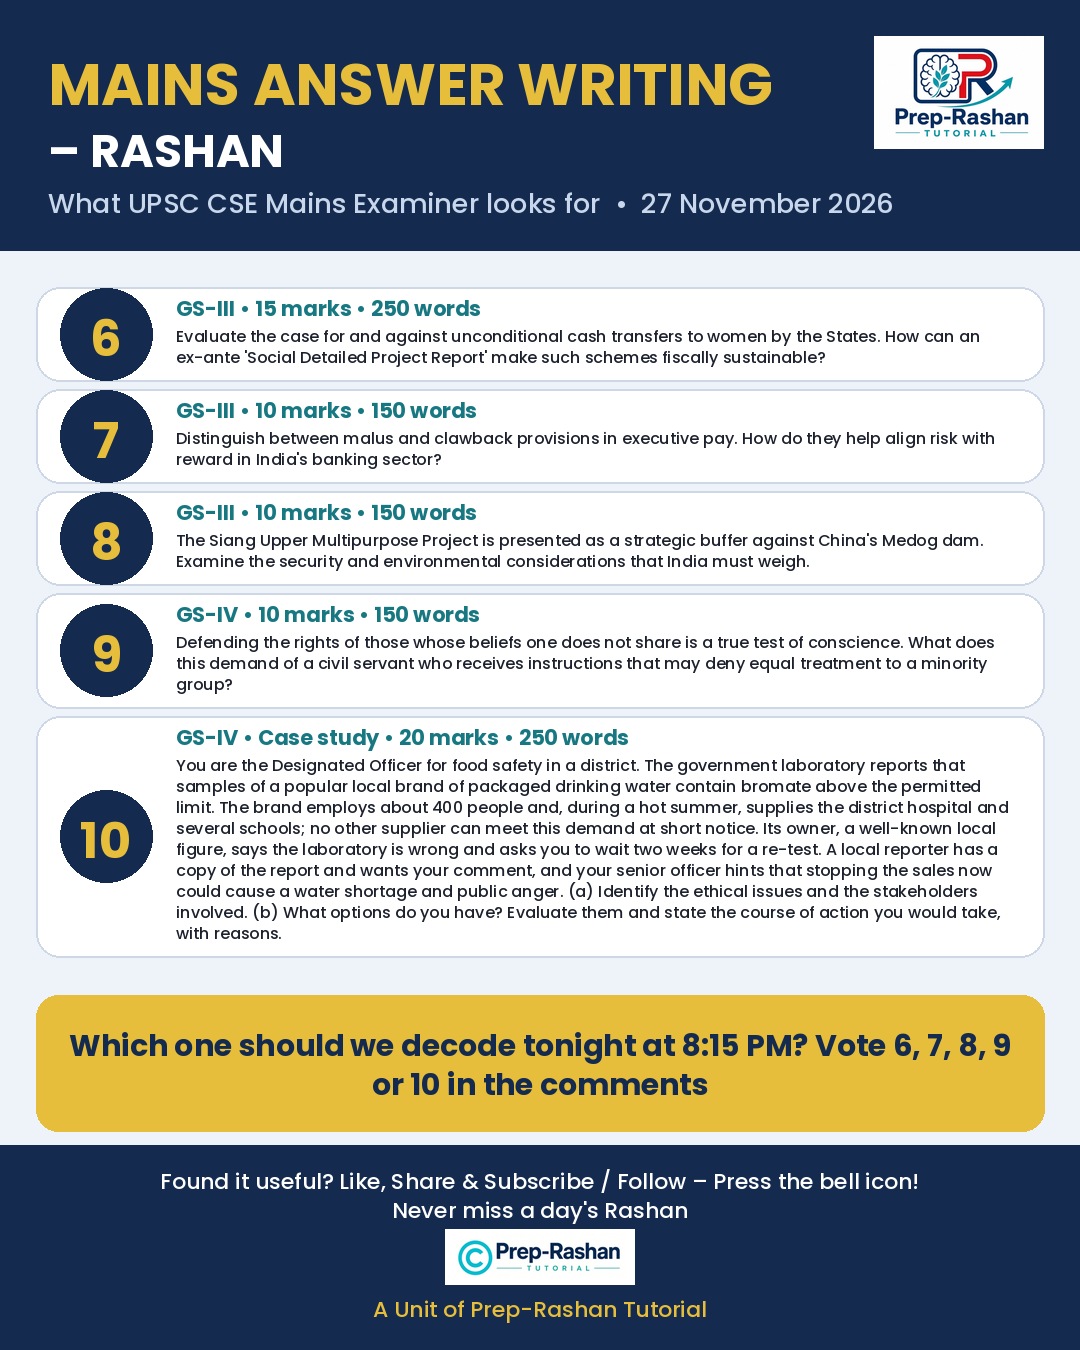 MAINS ANSWER WRITING
– RASHAN
What UPSC CSE Mains Examiner looks for • 27 November 2026
R
Prep-Rashan
TUTORIAL
6
GS-III • 15 marks • 250 words
Evaluate the case for and against unconditional cash transfers to women by the States. How can an
ex-ante 'Social Detailed Project Report' make such schemes fiscally sustainable?
7
GS-III • 10 marks • 150 words
Distinguish between malus and clawback provisions in executive pay. How do they help align risk with
reward in India's banking sector?
8
GS-III • 10 marks • 150 words
The Siang Upper Multipurpose Project is presented as a strategic buffer against China's Medog dam.
Examine the security and environmental considerations that India must weigh.
9
GS-IV • 10 marks • 150 words
Defending the rights of those whose beliefs one does not share is a true test of conscience. What does
this demand of a civil servant who receives instructions that may deny equal treatment to a minority
group?
10
GS-IV • Case study • 20 marks • 250 words
You are the Designated Officer for food safety in a district. The government laboratory reports that
samples of a popular local brand of packaged drinking water contain bromate above the permitted
limit. The brand employs about 400 people and, during a hot summer, supplies the district hospital and
several schools; no other supplier can meet this demand at short notice. Its owner, a well-known local
figure, says the laboratory is wrong and asks you to wait two weeks for a re-test. A local reporter has a
copy of the report and wants your comment, and your senior officer hints that stopping the sales now
could cause a water shortage and public anger. (a) Identify the ethical issues and the stakeholders
involved. (b) What options do you have? Evaluate them and state the course of action you would take,
with reasons.
Which one should we decode tonight at 8:15 PM? Vote 6, 7, 8, 9
or 10 in the comments
Found it useful? Like, Share & Subscribe / Follow – Press the bell icon!
Never miss a day's Rashan
© Prep-Rashan
TUTORIAL
A Unit of Prep-Rashan Tutorial